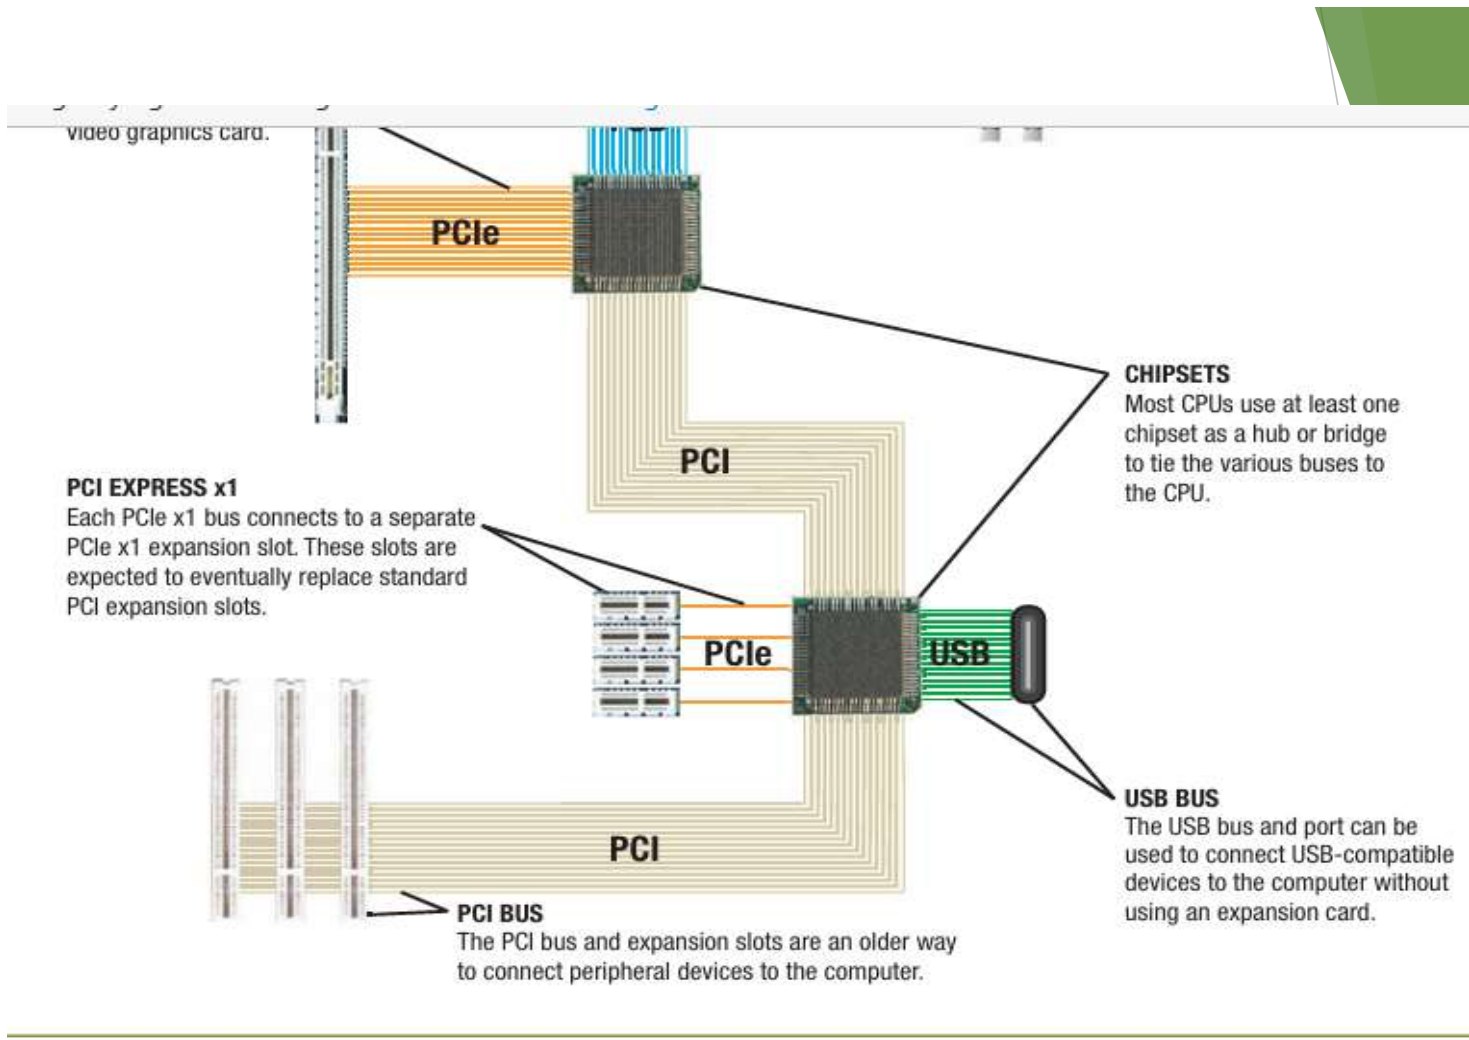 video graphics card.
PCIe
CHIPSETS
Most CPUs use at least one
chipset as a hub or bridge
to tie the various buses to
the CPU.
PCI
PCI EXPRESS x1
Each PCIe x1 bus connects to a separate
PCIe x1 expansion slot. These slots are
expected to eventually replace standard
PCI expansion slots.
PCIe
USB
USB BUS
The USB bus and port can be
used to connect USB-compatible
devices to the computer without
using an expansion card.
PCI
PCI BUS
The PCI bus and expansion slots are an older way
to connect peripheral devices to the computer.